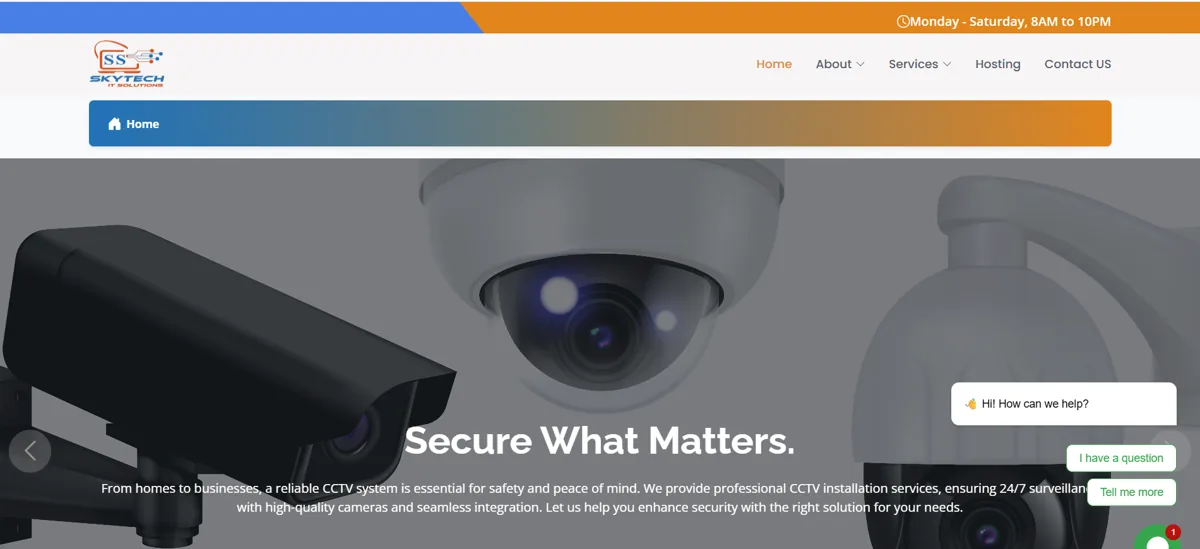 Monday - Saturday, 8AM to 10PM
SS
SKYTECH
IT SOLUTIONS
Home
About
Services
Hosting
Contact US
Home
Secure What Matters.
From homes to businesses, a reliable CCTV system is essential for safety and peace of mind. We provide professional CCTV installation services, ensuring 24/7
with high-quality cameras and seamless integration. Let us help you enhance security with the right solution for your needs.
👋 Hi! How can we help?
I have a question
Tell me more
1